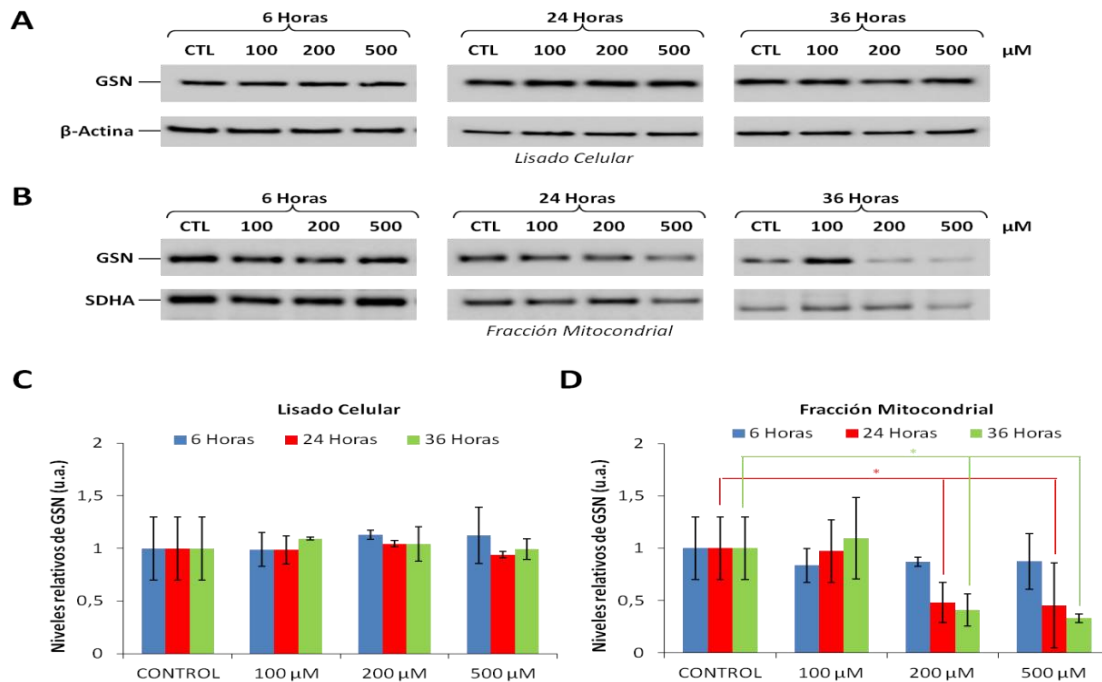 A
6 Horas 24 Horas 36 Horas
CTL 100 200 500 CTL 100 200 500 CTL 100 200 500 µM
GSN
β-Actina
Lisado Celular
B
6 Horas 24 Horas 36 Horas
CTL 100 200 500 CTL 100 200 500 CTL 100 200 500 µM
GSN
SDHA
Fracción Mitocondrial
C
Lisado Celular
6 Horas 24 Horas 36 Horas
Niveles relativos de GSN (u.a.)
2
1,5
1
0,5
0
CONTROL 100 µM 200 µM 500 µM
D
Fracción Mitocondrial
6 Horas 24 Horas 36 Horas
*
*
Niveles relativos de GSN (u.a.)
2
1,5
1
0,5
0
CONTROL 100 µM 200 µM 500 µM